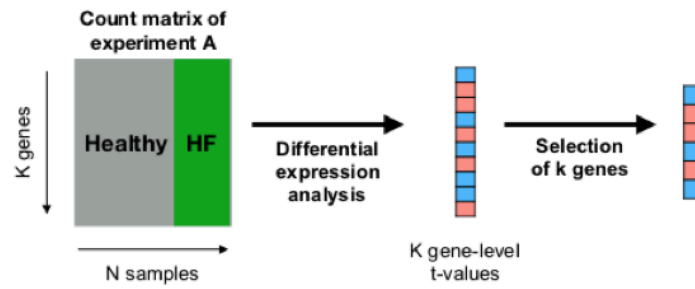 Count matrix of
experiment A
K genes
Healthy
HF
N samples
Differential
expression
analysis
K gene-level
t-values
Selection
of k genes